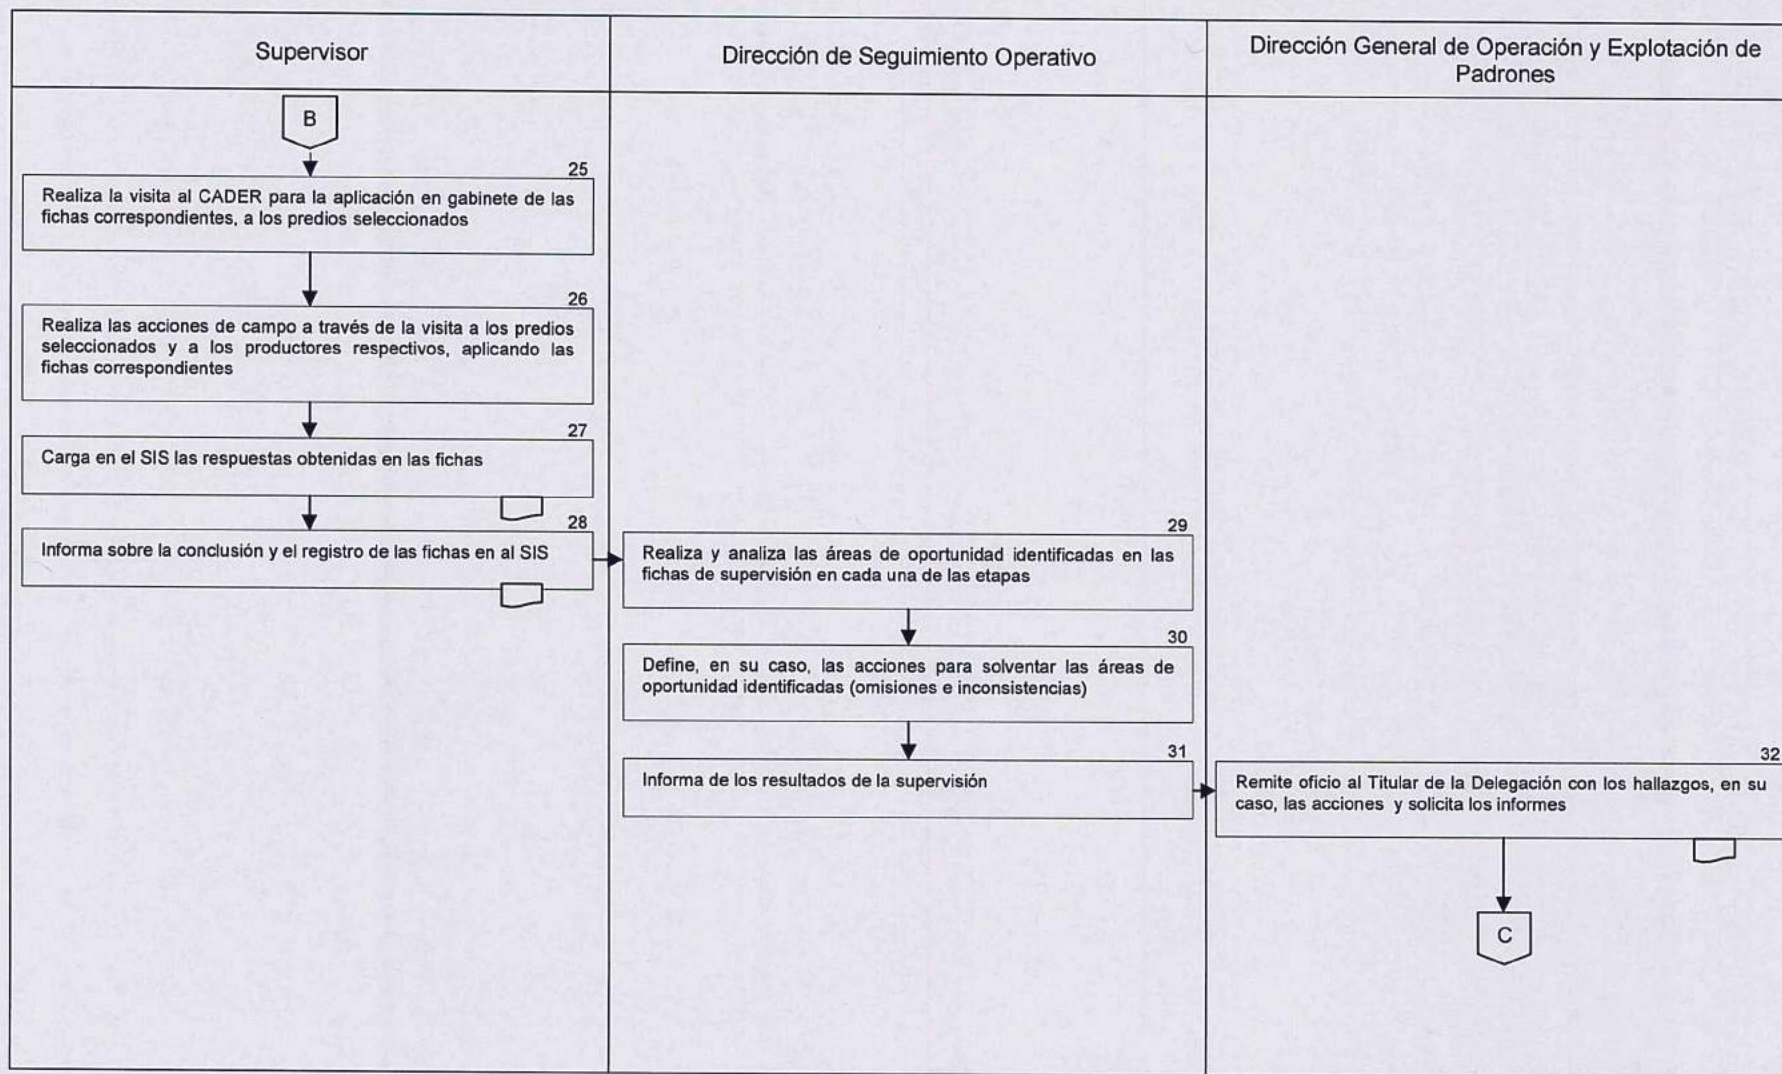 Supervisor
Dirección de Seguimiento Operativo
Dirección General de Operación y Explotación de
Padrones
B
25
Realiza la visita al CADER para la aplicación en gabinete de las
fichas correspondientes, a los predios seleccionados
26
Realiza las acciones de campo a través de la visita a los predios
seleccionados y a los productores respectivos, aplicando las
fichas correspondientes
27
Carga en el SIS las respuestas obtenidas en las fichas
28
Informa sobre la conclusión y el registro de las fichas en al SIS
29
Realiza y analiza las áreas de oportunidad identificadas en las
fichas de supervisión en cada una de las etapas
30
Define, en su caso, las acciones para solventar las áreas de
oportunidad identificadas (omisiones e inconsistencias)
31
Informa de los resultados de la supervisión
32
Remite oficio al Titular de la Delegación con los hallazgos, en su
caso, las acciones y solicita los informes
C